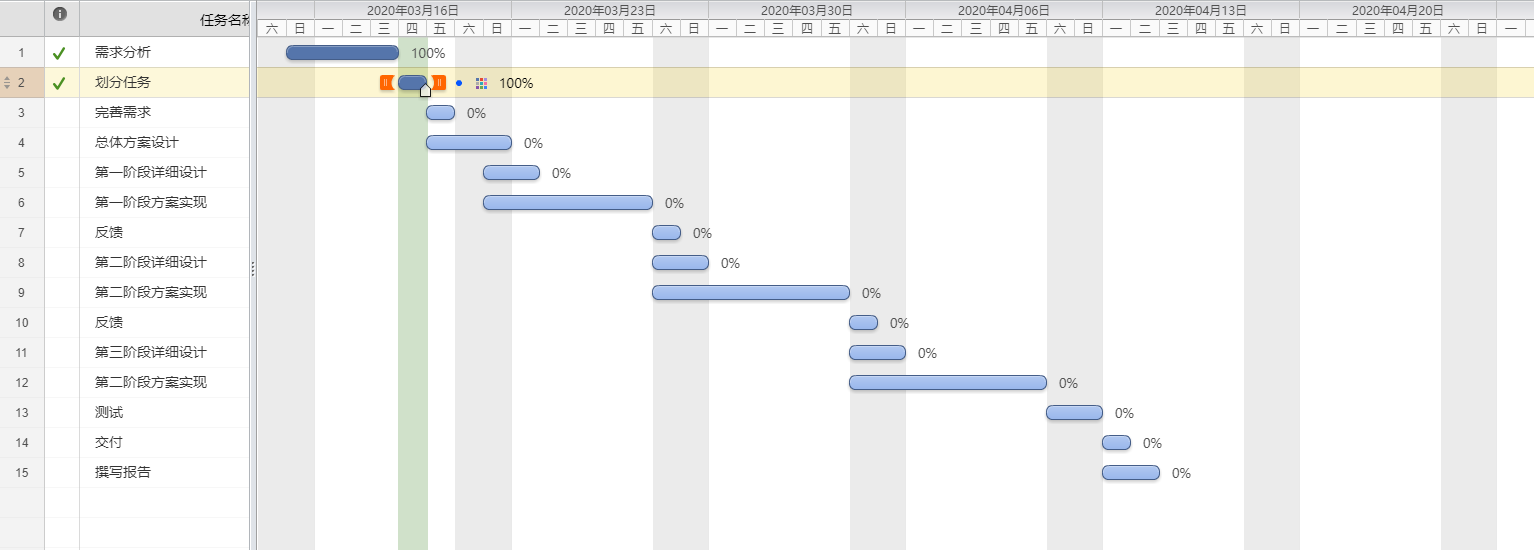 任务名称
2020年03月16日 2020年03月23日 2020年03月30日 2020年04月06日 2020年04月13日 2020年04月20日
六 日 一 二 三 四 五 六 日 一 二 三 四 五 六 日 一 二 三 四 五 六 日 一 二 三 四 五 六 日 一 二 三 四 五 六 日 一 二 三 四 五 六 日 一
1 需求分析 100%
2 划分任务 100%
3 完善需求 0%
4 总体方案设计 0%
5 第一阶段详细设计 0%
6 第一阶段方案实现 0%
7 反馈 0%
8 第二阶段详细设计 0%
9 第二阶段方案实现 0%
10 反馈 0%
11 第三阶段详细设计 0%
12 第二阶段方案实现 0%
13 测试 0%
14 交付 0%
15 撰写报告 0%